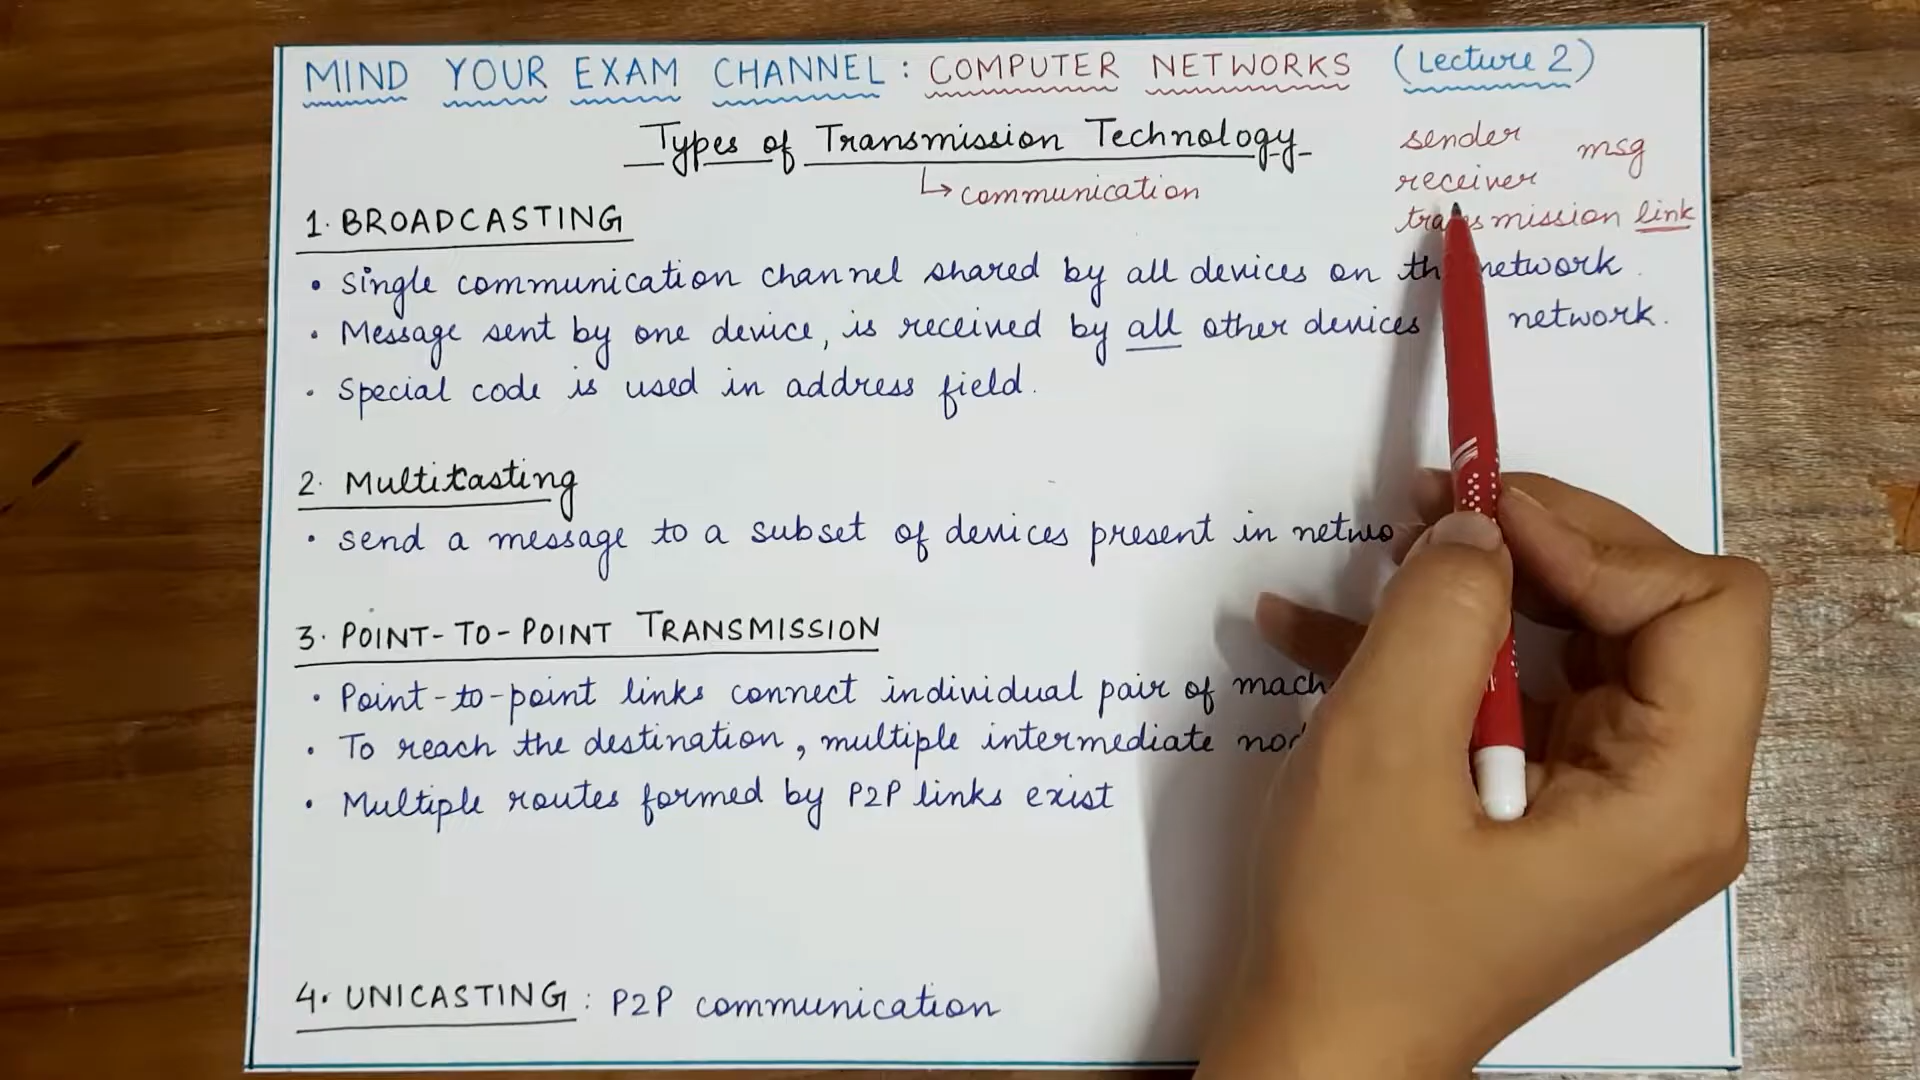 MIND YOUR EXAM CHANNEL : COMPUTER NETWORKS (Lecture 2)
Types of Transmission Technology
↳ communication
sender msg
receiver
transmission link
1. BROADCASTING
• Single communication channel shared by all devices on th network.
• Message sent by one device, is received by all other devices network.
• Special code is used in address field.
2. Multicasting
• send a message to a subset of devices present in netwo
3. POINT-TO-POINT TRANSMISSION
• Point-to-point links connect individual pair of mach
• To reach the destination, multiple intermediate nod
• Multiple routes formed by P2P links exist
4. UNICASTING : P2P communication